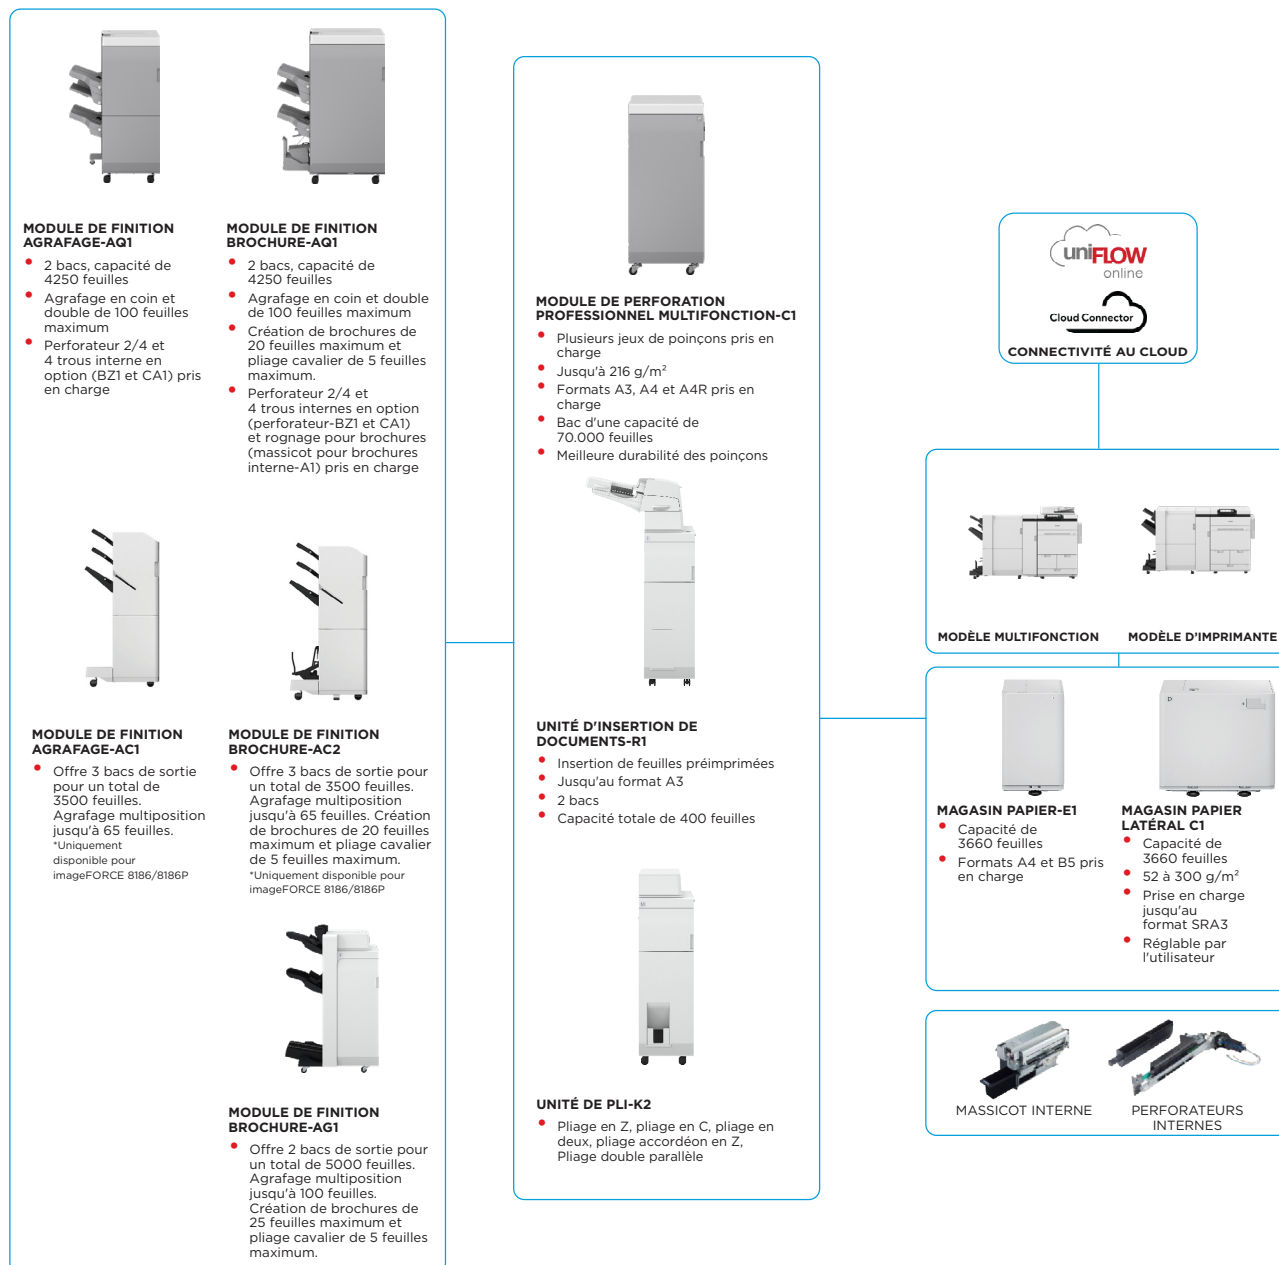 MODULE DE FINITION
AGRAFAGE-AQ1
2 bacs, capacité de
4250 feuilles
Agrafage en coin et
double de 100 feuilles
maximum
Perforateur 2/4 et
4 trous interne en
option (BZ1 et CA1) pris
en charge
MODULE DE FINITION
BROCHURE-AQ1
2 bacs, capacité de
4250 feuilles
Agrafage en coin et double
de 100 feuilles maximum
Création de brochures de
20 feuilles maximum et
pliage cavalier de 5 feuilles
maximum.
Perforateur 2/4 et
4 trous internes en option
(perforateur-BZ1 et CA1)
et rognage pour brochures
(massicot pour brochures
interne-A1) pris en charge
MODULE DE FINITION
AGRAFAGE-AC1
Offre 3 bacs de sortie
pour un total de
3500 feuilles.
Agrafage multiposition
jusqu'à 65 feuilles.
*Uniquement
disponible pour
imageFORCE 8186/8186P
MODULE DE FINITION
BROCHURE-AC2
Offre 3 bacs de sortie pour
un total de 3500 feuilles.
Agrafage multiposition
jusqu'à 65 feuilles. Création
de brochures de 20 feuilles
maximum et pliage cavalier
de 5 feuilles maximum.
*Uniquement disponible pour
imageFORCE 8186/8186P
MODULE DE FINITION
BROCHURE-AG1
Offre 2 bacs de sortie pour
un total de 5000 feuilles.
Agrafage multiposition
jusqu'à 100 feuilles.
Création de brochures de
25 feuilles maximum et
pliage cavalier de 5 feuilles
maximum.
MODULE DE PERFORATION
PROFESSIONNEL MULTIFONCTION-C1
Plusieurs jeux de poinçons pris en
charge
Jusqu'à 216 g/m²
Formats A3, A4 et A4R pris en
charge
Bac d'une capacité de
70.000 feuilles
Meilleure durabilité des poinçons
UNITÉ D'INSERTION DE
DOCUMENTS-R1
Insertion de feuilles préimprimées
Jusqu'au format A3
2 bacs
Capacité totale de 400 feuilles
UNITÉ DE PLI-K2
Pliage en Z, pliage en C, pliage en
deux, pliage accordéon en Z,
Pliage double parallèle
uniFLOW
online
Cloud Connector
CONNECTIVITÉ AU CLOUD
MODÈLE MULTIFONCTION
MODÈLE D'IMPRIMANTE
MAGASIN PAPIER-E1
Capacité de
3660 feuilles
Formats A4 et B5 pris
en charge
MAGASIN PAPIER
LATÉRAL C1
Capacité de
3660 feuilles
52 à 300 g/m²
Prise en charge
jusqu'au
format SRA3
Réglable par
l'utilisateur
MASSICOT INTERNE
PERFORATEURS
INTERNES